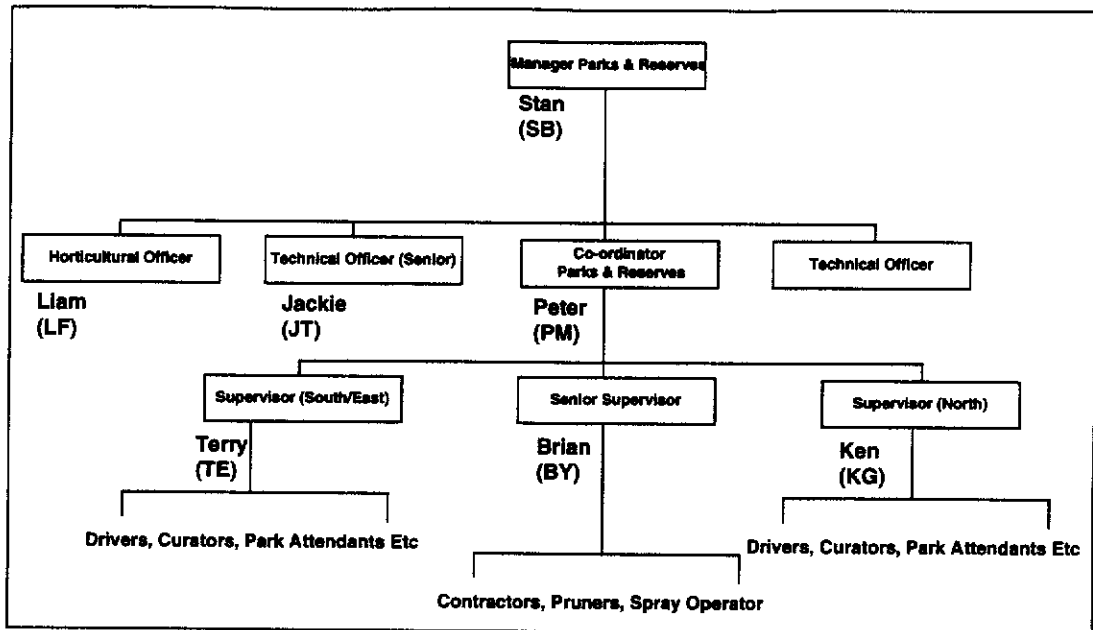 Manager Parks & Reserves
Stan
(SB)
Horticultural Officer
Technical Officer (Senior)
Co-ordinator
Parks & Reserves
Technical Officer
Liam
(LF)
Jackie
(JT)
Peter
(PM)
Supervisor (South/East)
Senior Supervisor
Supervisor (North)
Terry
(TE)
Brian
(BY)
Ken
(KG)
Drivers, Curators, Park Attendants Etc
Drivers, Curators, Park Attendants Etc
Contractors, Pruners, Spray Operator